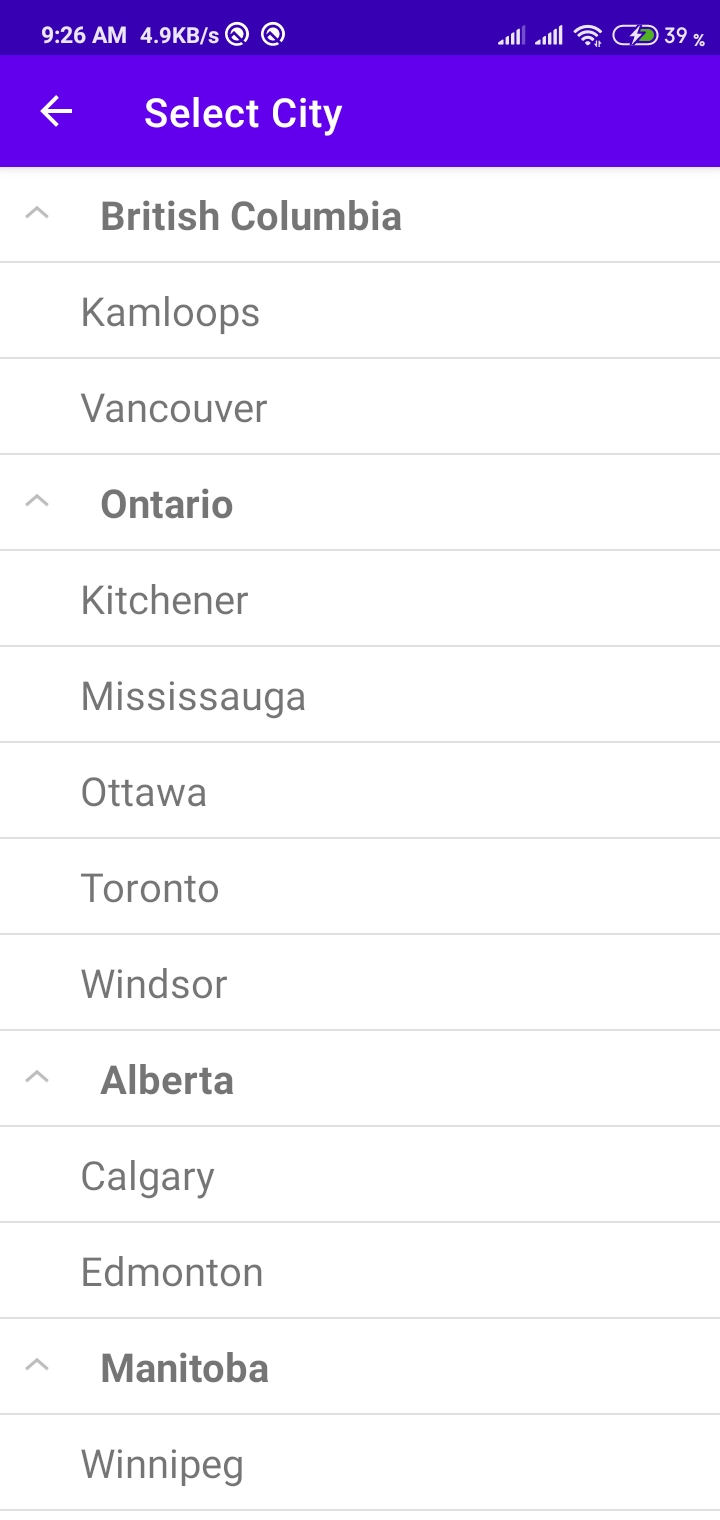 9:26 AM 4.9KB/s 39 %
Select City
British Columbia
Kamloops
Vancouver
Ontario
Kitchener
Mississauga
Ottawa
Toronto
Windsor
Alberta
Calgary
Edmonton
Manitoba
Winnipeg